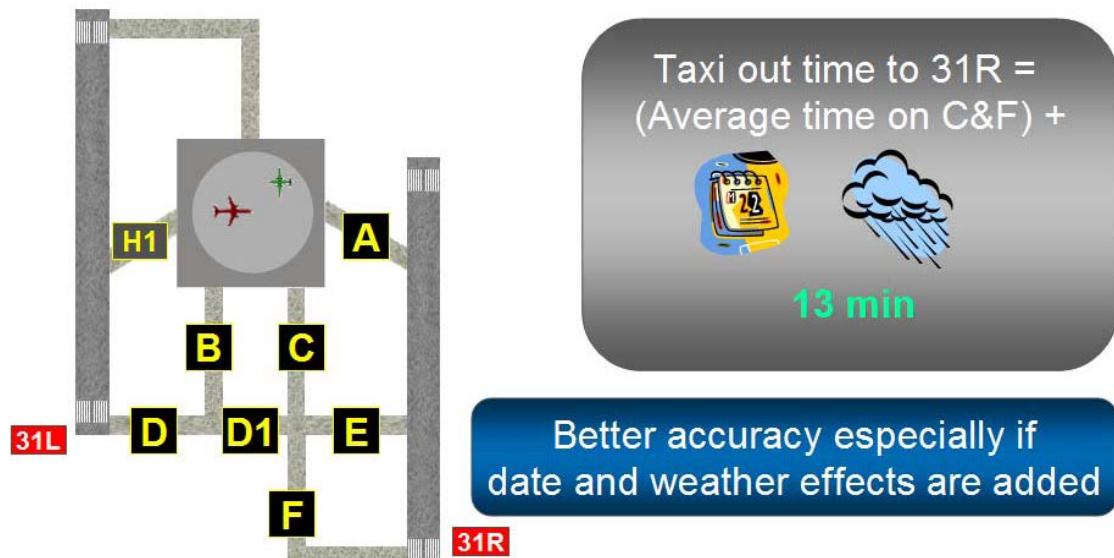 H1
A
B
C
D
D1
E
31L
F
31R
Taxi out time to 31R =
(Average time on C&F) +
M
22
13 min
Better accuracy especially if
date and weather effects are added